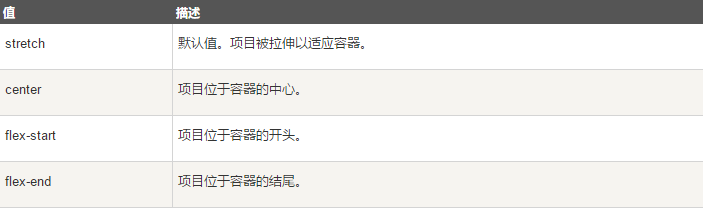 值 描述
stretch 默认值。项目被拉伸以适应容器。
center 项目位于容器的中心。
flex-start 项目位于容器的开头。
flex-end 项目位于容器的结尾。